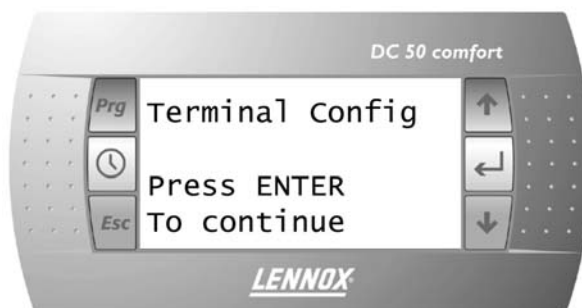 DC 50 comfort
Prg
Terminal Config
Press ENTER
Esc
To continue
LENNOX